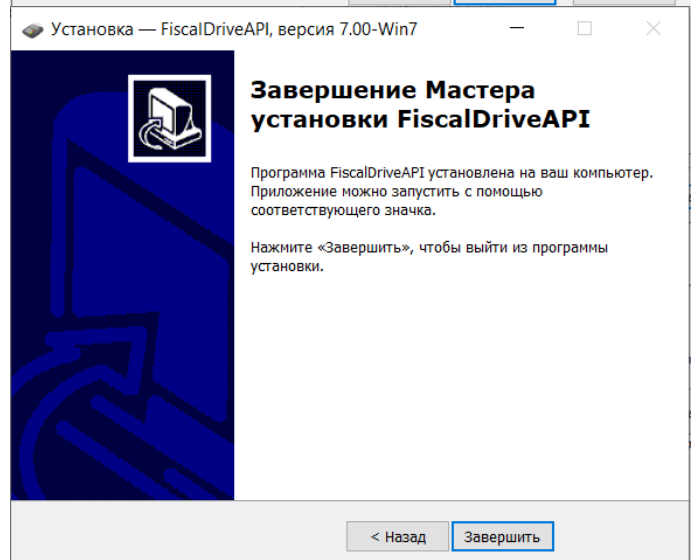 Установка — FiscalDriveAPI, версия 7.00-Win7
Завершение Мастера
установки FiscalDriveAPI
Программа FiscalDriveAPI установлена на ваш компьютер.
Приложение можно запустить с помощью
соответствующего значка.
Нажмите «Завершить», чтобы выйти из программы
установки.
< Назад
Завершить